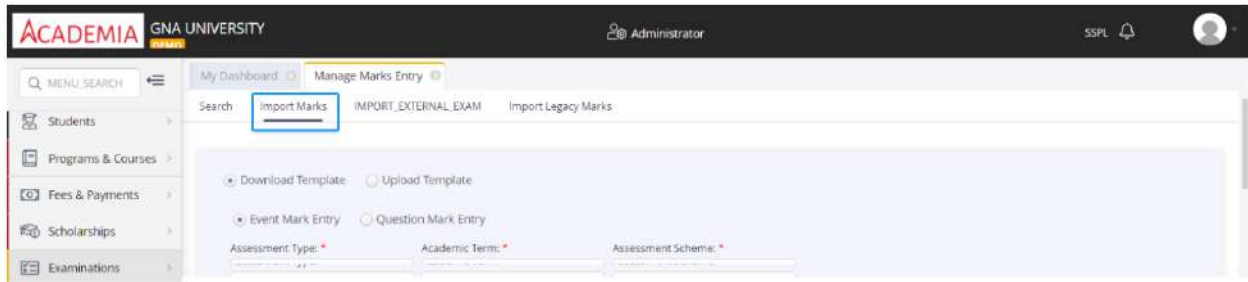 ACADEMIA GNA UNIVERSITY
DEMO
Administrator
SSPL
MENU_SEARCH
My Dashboard
Manage Marks Entry
Search
Import Marks
IMPORT_EXTERNAL_EXAM
Import Legacy Marks
Students
Programs & Courses
Fees & Payments
Scholarships
Examinations
Download Template
Upload Template
Event Mark Entry
Question Mark Entry
Assessment Type: *
Academic Term: *
Assessment Scheme: *